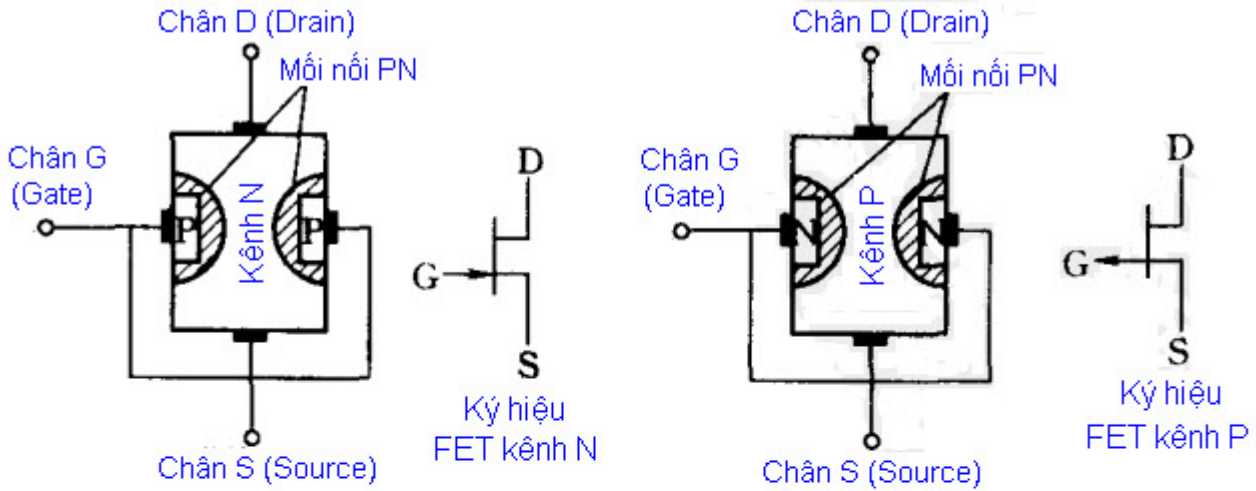 Chân D (Drain)
Mối nối PN
Chân G
(Gate)
P
Kênh N
P
D
G
S
Ký hiệu
FET kênh N
Chân S (Source)
Chân D (Drain)
Mối nối PN
Chân G
(Gate)
N
Kênh P
N
D
G
S
Ký hiệu
FET kênh P
Chân S (Source)